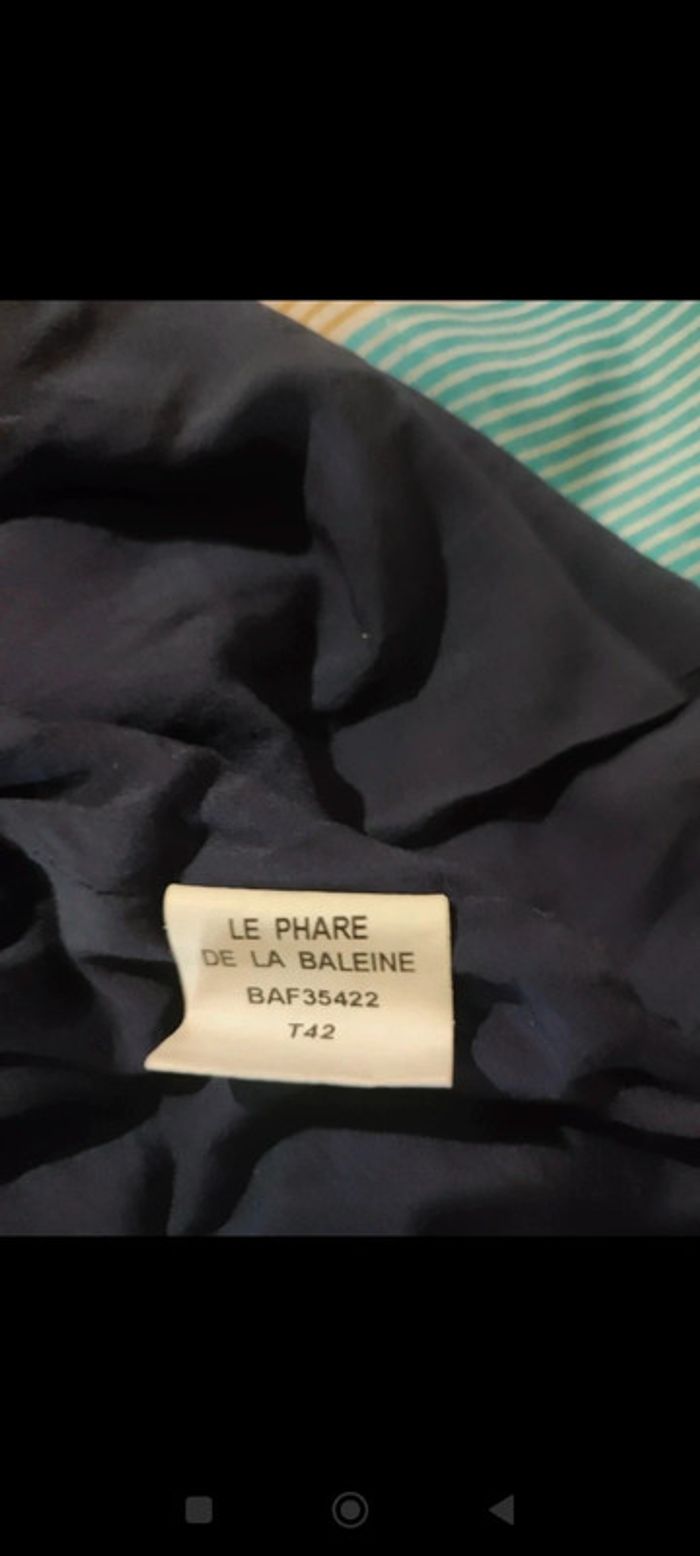 LE PHARE
DE LA BALEINE
BAF35422
T42